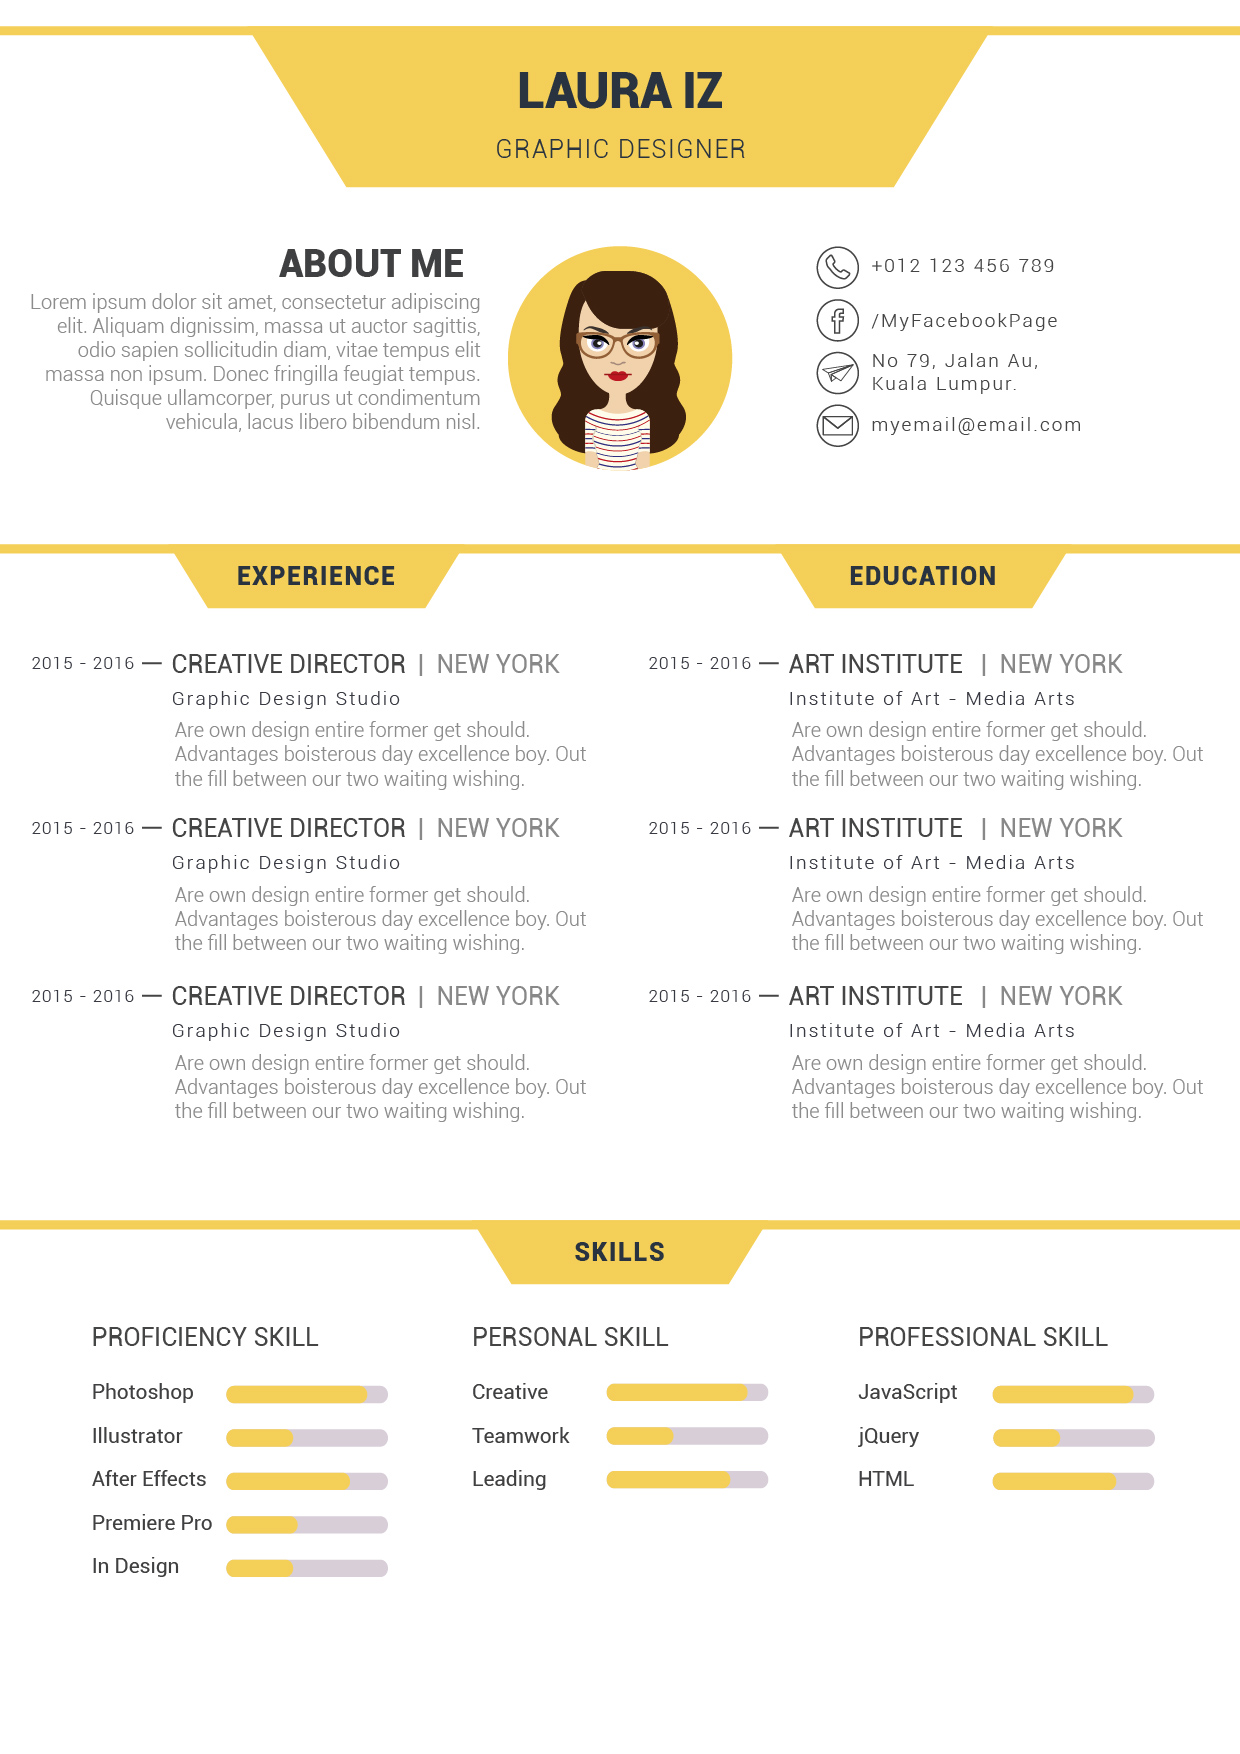 LAURA IZ
GRAPHIC DESIGNER
ABOUT ME
Lorem ipsum dolor sit amet, consectetur adipiscing
elit. Aliquam dignissim, massa ut auctor sagittis,
odio sapien sollicitudin diam, vitae tempus elit
massa non ipsum. Donec fringilla feugiat tempus.
Quisque ullamcorper, purus ut condimentum
vehicula, lacus libero bibendum nisl.
+012 123 456 789
/MyFacebookPage
No 79, Jalan Au,
Kuala Lumpur.
myemail@email.com
EXPERIENCE
2015 - 2016 — CREATIVE DIRECTOR | NEW YORK
Graphic Design Studio
Are own design entire former get should.
Advantages boisterous day excellence boy. Out
the fill between our two waiting wishing.
2015 - 2016 — CREATIVE DIRECTOR | NEW YORK
Graphic Design Studio
Are own design entire former get should.
Advantages boisterous day excellence boy. Out
the fill between our two waiting wishing.
2015 - 2016 — CREATIVE DIRECTOR | NEW YORK
Graphic Design Studio
Are own design entire former get should.
Advantages boisterous day excellence boy. Out
the fill between our two waiting wishing.
EDUCATION
2015 - 2016 — ART INSTITUTE | NEW YORK
Institute of Art - Media Arts
Are own design entire former get should.
Advantages boisterous day excellence boy. Out
the fill between our two waiting wishing.
2015 - 2016 — ART INSTITUTE | NEW YORK
Institute of Art - Media Arts
Are own design entire former get should.
Advantages boisterous day excellence boy. Out
the fill between our two waiting wishing.
2015 - 2016 — ART INSTITUTE | NEW YORK
Institute of Art - Media Arts
Are own design entire former get should.
Advantages boisterous day excellence boy. Out
the fill between our two waiting wishing.
SKILLS
PROFICIENCY SKILL
Photoshop
Illustrator
After Effects
Premiere Pro
In Design
PERSONAL SKILL
Creative
Teamwork
Leading
PROFESSIONAL SKILL
JavaScript
jQuery
HTML